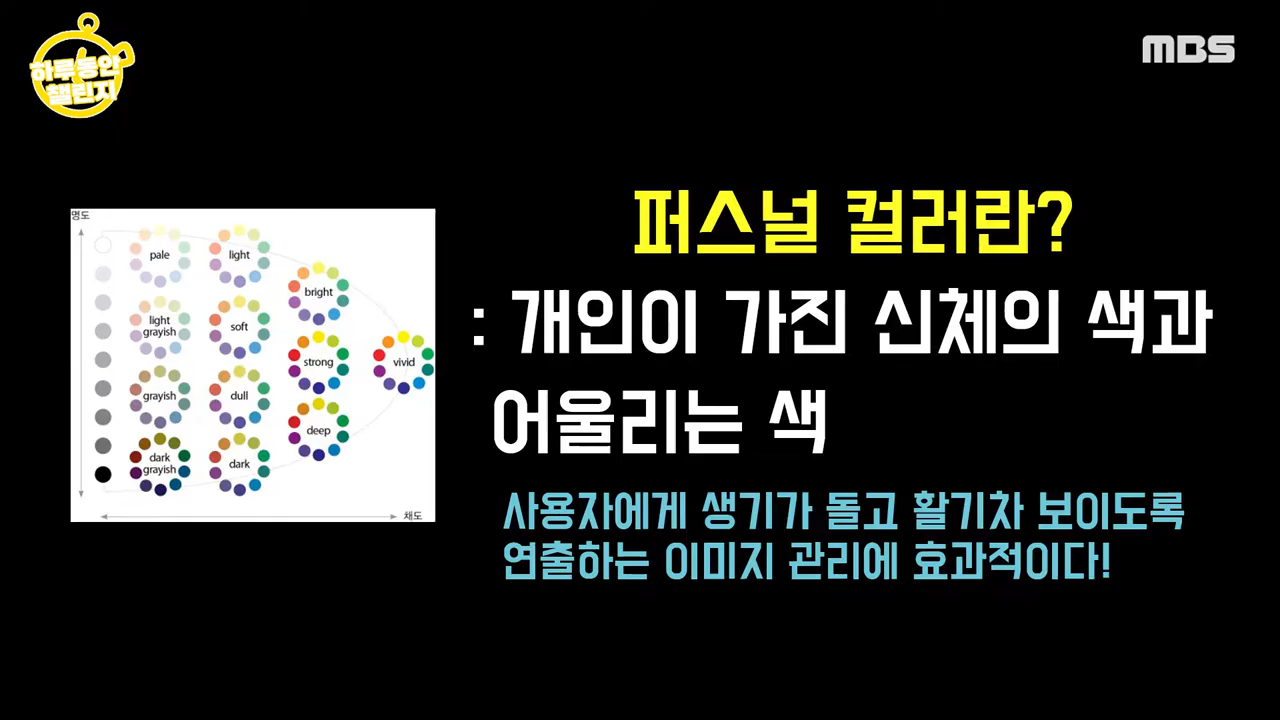 하루동안
챌린지
MBS
퍼스널 컬러란?
: 개인이 가진 신체의 색과
어울리는 색
사용자에게 생기가 돌고 활기차 보이도록
연출하는 이미지 관리에 효과적이다!
명도
pale
light
bright
light
grayish
soft
strong
vivid
grayish
dull
deep
dark
grayish
dark
채도